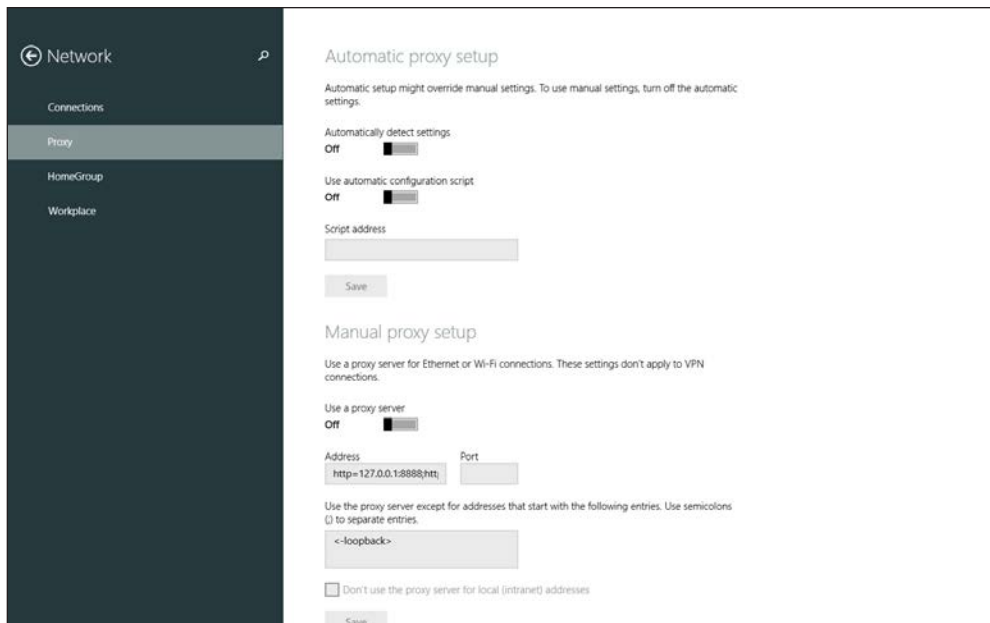 Network
Connections
Proxy
HomeGroup
Workplace
Automatic proxy setup
Automatic setup might override manual settings. To use manual settings, turn off the automatic
settings.
Automatically detect settings
Off
Use automatic configuration script
Off
Script address
Save
Manual proxy setup
Use a proxy server for Ethernet or Wi-Fi connections. These settings don't apply to VPN
connections.
Use a proxy server
Off
Address Port
http=127.0.0.1:8888;htt
Use the proxy server except for addresses that start with the following entries. Use semicolons
(;) to separate entries.
<-loopback>
Don't use the proxy server for local (intranet) addresses
Save